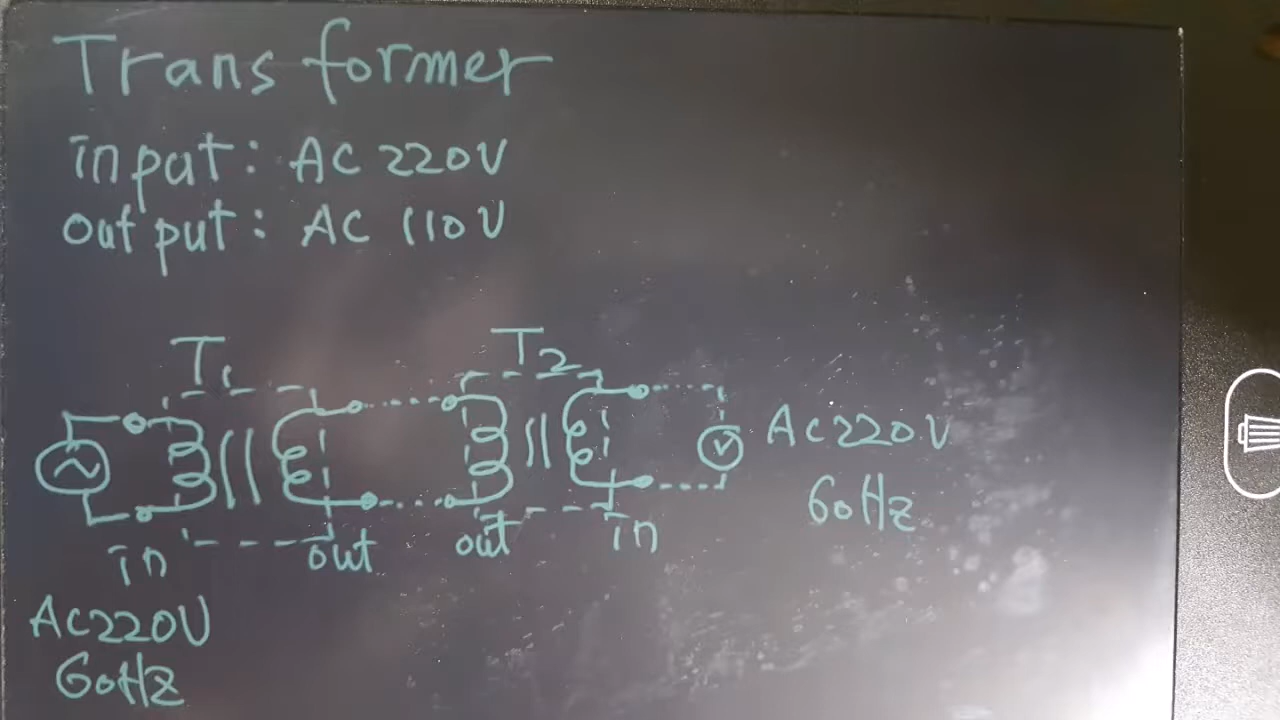 Transformer
input: AC 220V
output: AC 110V
T1
T2
V
AC220V
60Hz
in
out
out
in
AC220V
60Hz